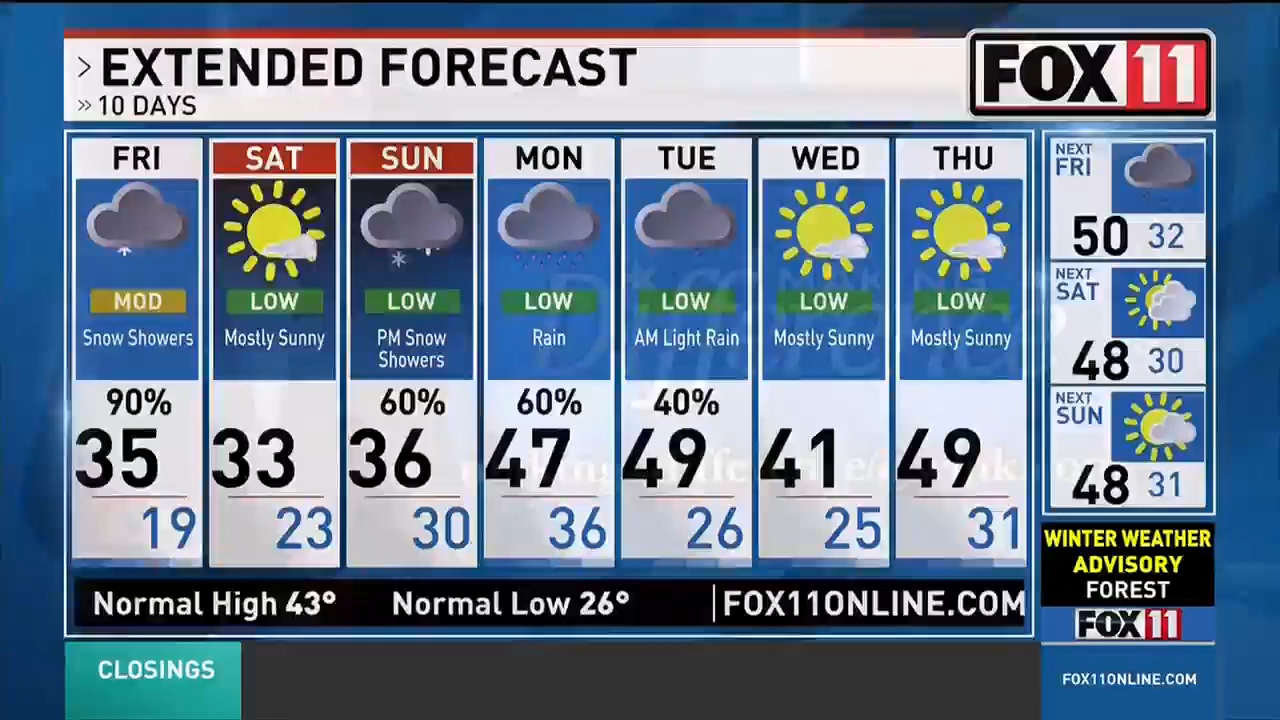 > EXTENDED FORECAST
» 10 DAYS
FOX 11
FRI
MOD
Snow Showers
90%
35
19
SAT
LOW
Mostly Sunny
33
23
SUN
LOW
PM Snow
Showers
60%
36
30
MON
LOW
Rain
60%
47
36
TUE
LOW
AM Light Rain
40%
49
26
WED
LOW
Mostly Sunny
41
25
THU
LOW
Mostly Sunny
49
31
NEXT
FRI
50 32
NEXT
SAT
48 30
NEXT
SUN
48 31
Normal High 43° Normal Low 26° |FOX11ONLINE.COM
WINTER WEATHER
ADVISORY
FOREST
FOX 11
CLOSINGS
FOX11ONLINE.COM